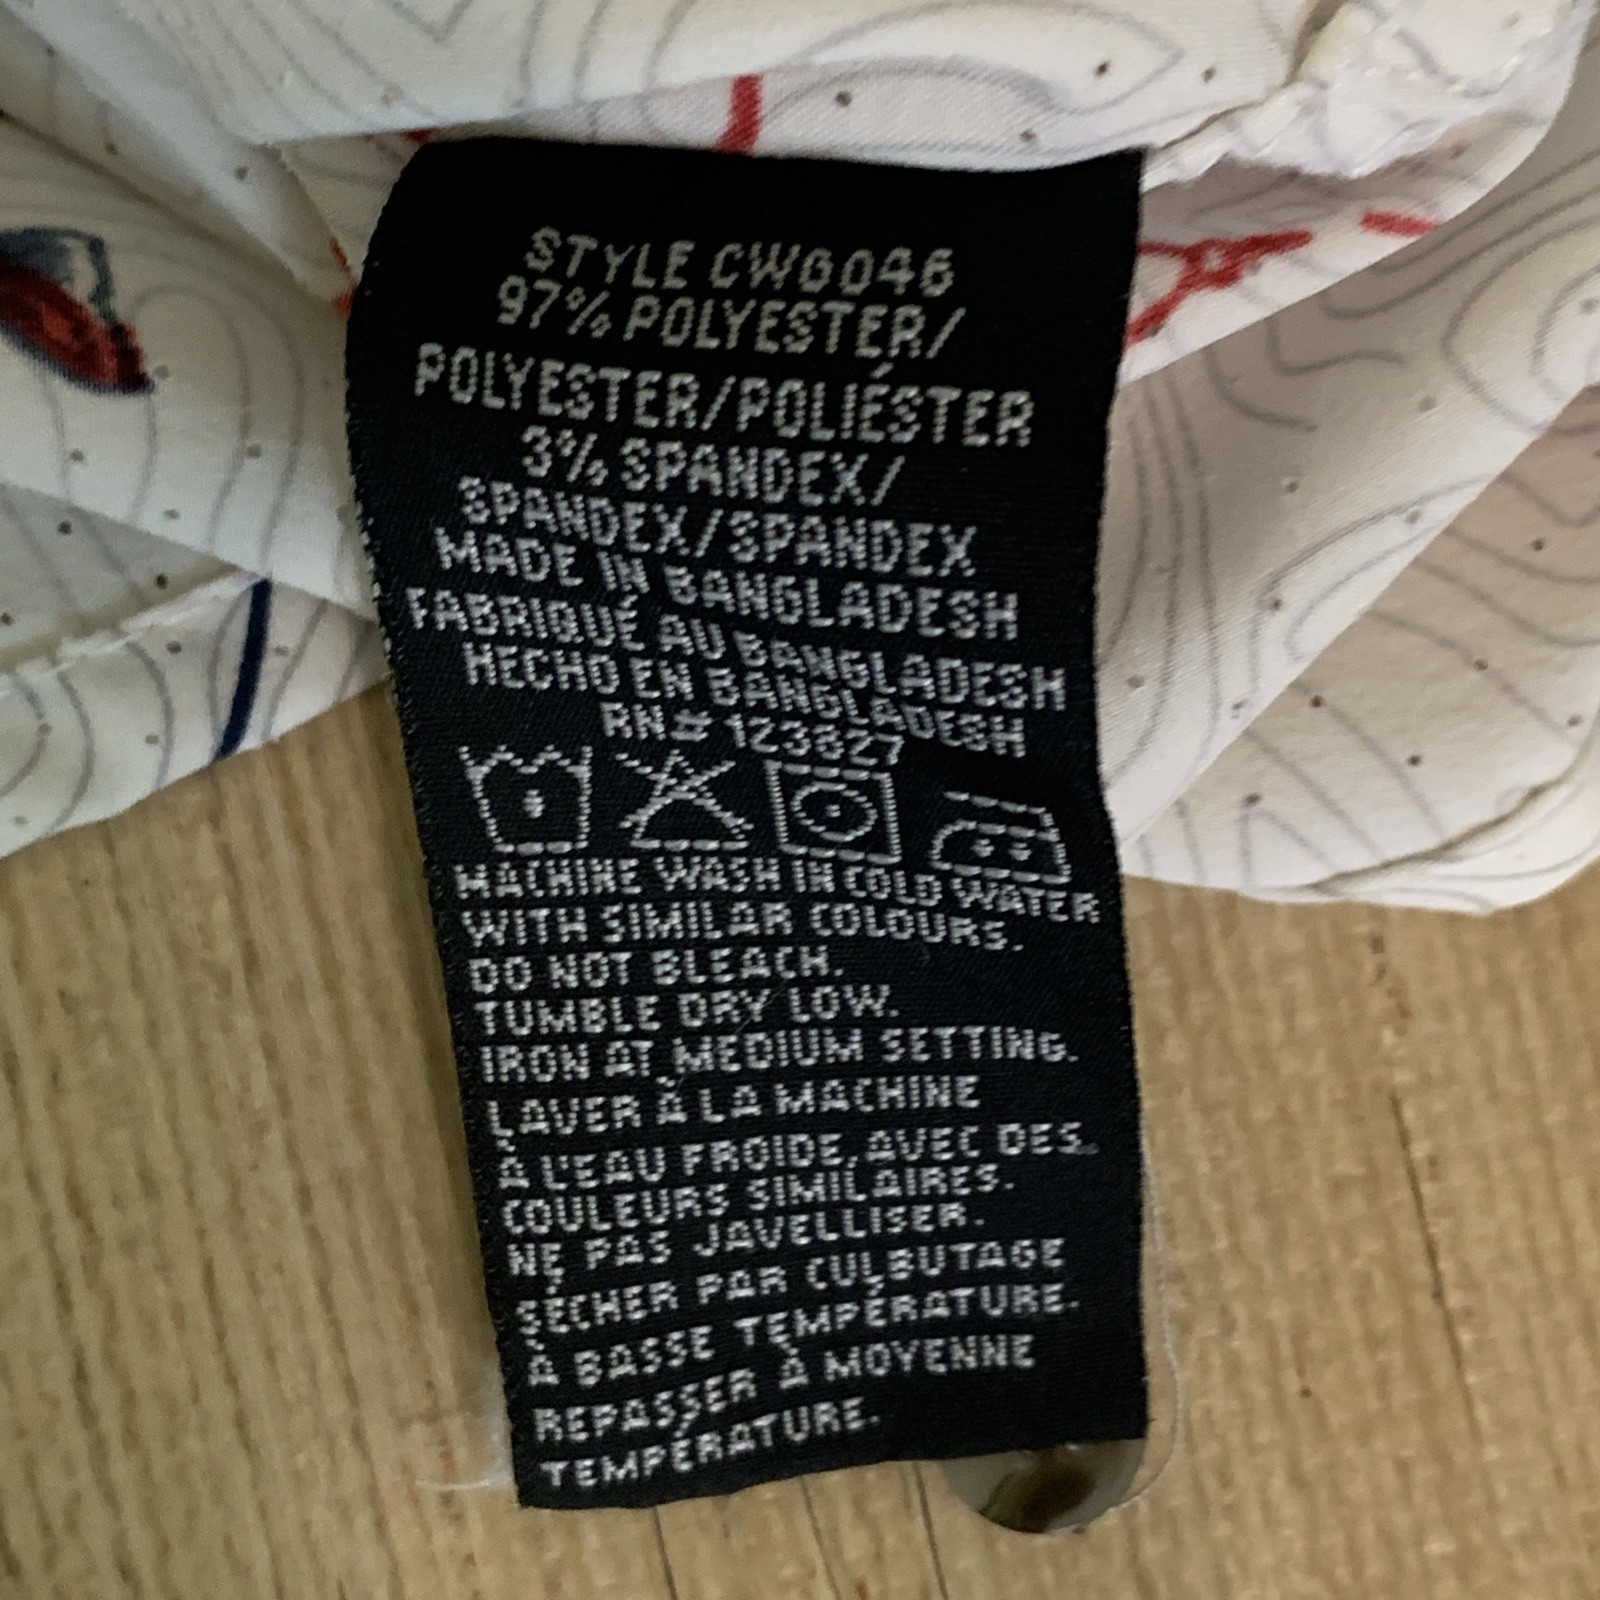 STYLE CWG046
97% POLYESTER/
POLYESTER/POLIÉSTER
3% SPANDEX/
SPANDEX/SPANDEX
MADE IN BANGLADESH
FABRIQUÉ AU BANGLADESH
HECHO EN BANGLADESH
RN# 123627
MACHINE WASH IN COLD WATER
WITH SIMILAR COLOURS.
DO NOT BLEACH.
TUMBLE DRY LOW.
IRON AT MEDIUM SETTING.
LAVER À LA MACHINE
À L'EAU FROIDE, AVEC DES
COULEURS SIMILAIRES.
NE PAS JAVELLISER.
SÉCHER PAR CULBUTAGE
À BASSE TEMPÉRATURE.
REPASSER À MOYENNE
TEMPÉRATURE.